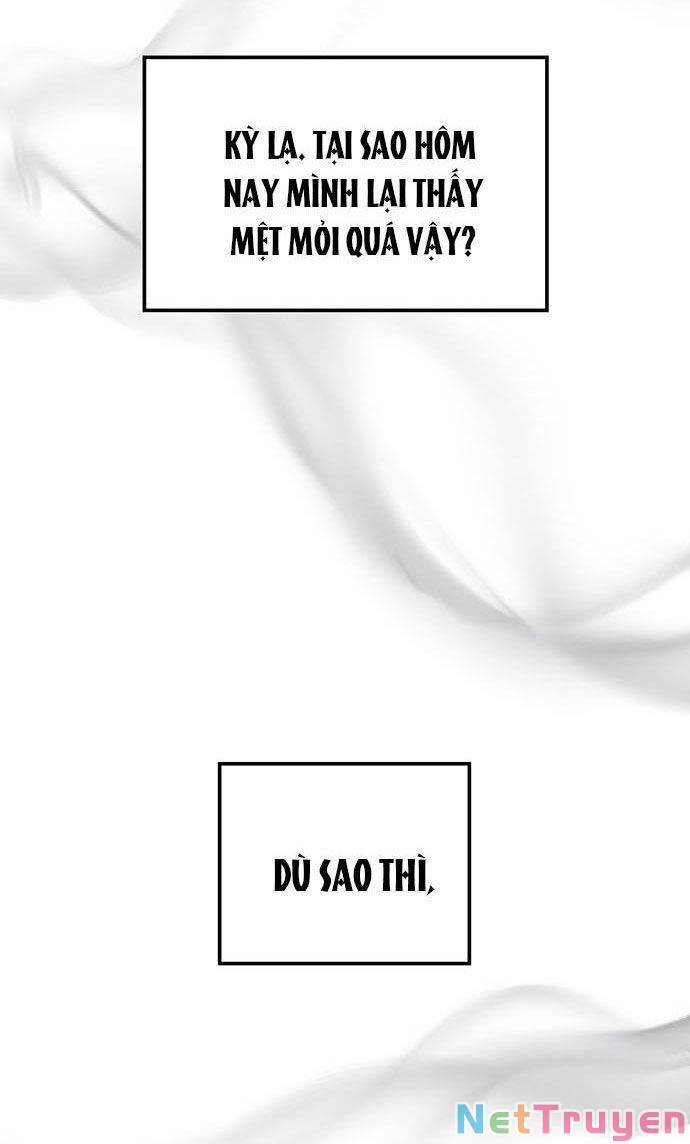 KỲ LẠ. TẠI SAO HÔM
NAY MÌNH LẠI THẤY
MỆT MỎI QUÁ VẬY?
DÙ SAO THÌ,
NETTRUYEN